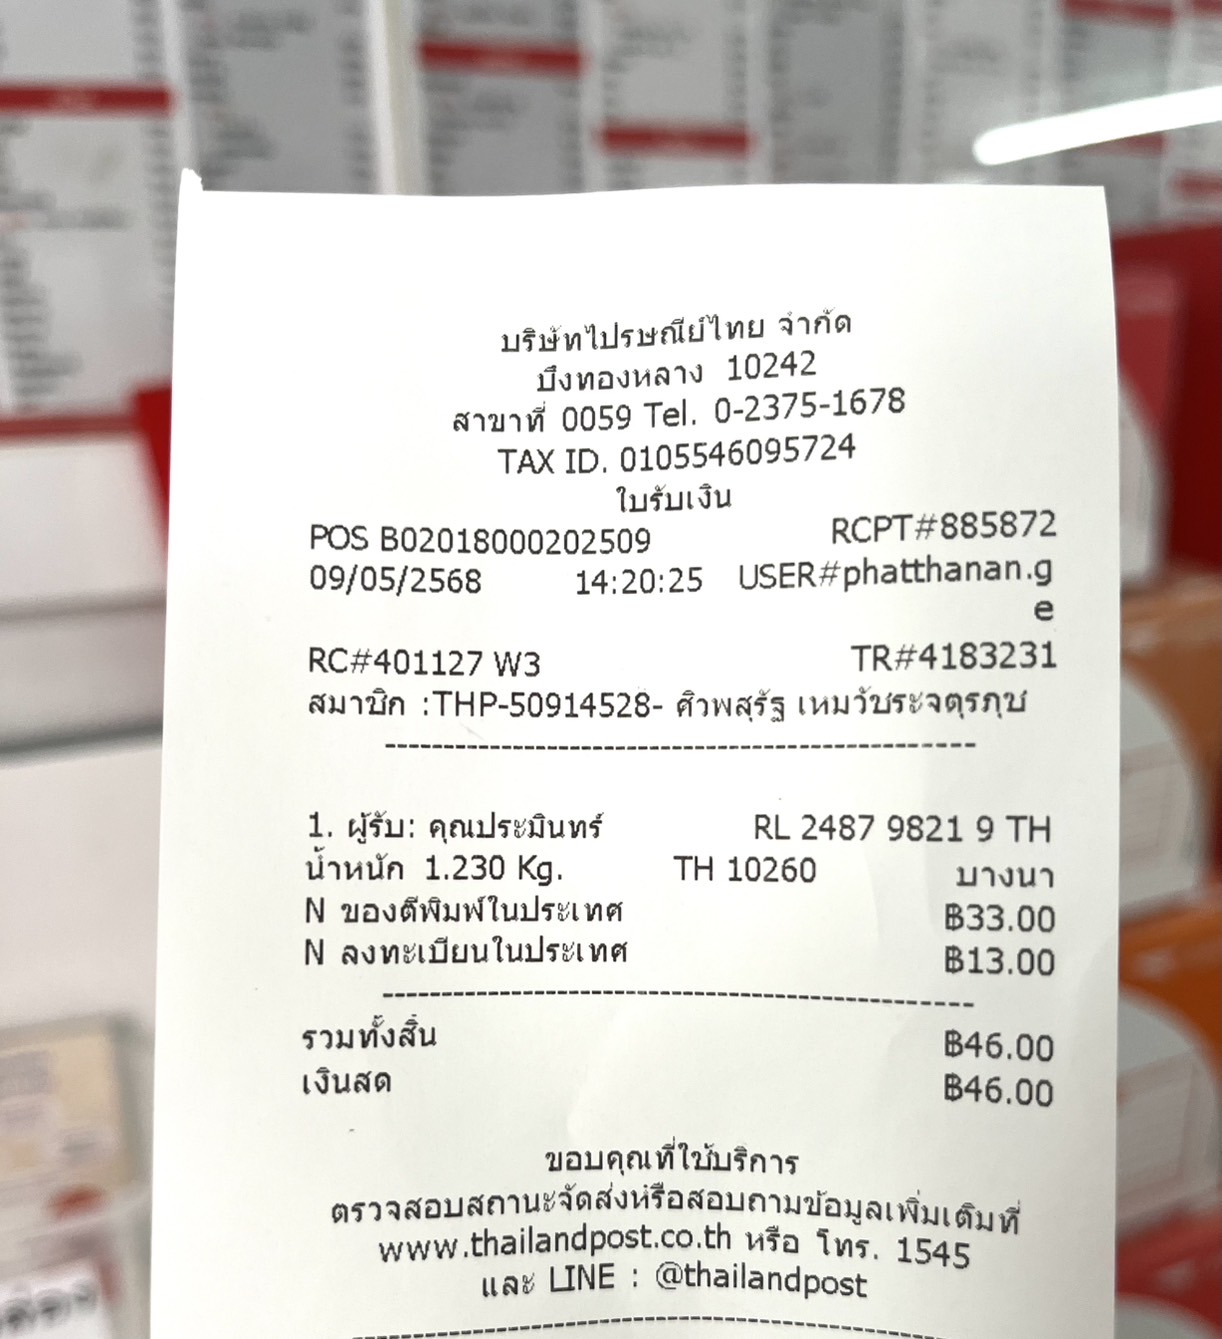 บริษัทไปรษณีย์ไทย จำกัด
บึงทองหลาง 10242
สาขาที่ 0059 Tel. 0-2375-1678
TAX ID. 0105546095724
ใบรับเงิน
POS B02018000202509 RCPT#885872
09/05/2568 14:20:25 USER#phatthanan.g
e
RC#401127 W3 TR#4183231
สมาชิก :THP-50914528- ศิวพสุรัฐ เหมวัชระจตุรภุช
1. ผู้รับ: คุณประมินทร์ RL 2487 9821 9 TH
น้ำหนัก 1.230 Kg. TH 10260 บางนา
N ของตีพิมพ์ในประเทศ ฿33.00
N ลงทะเบียนในประเทศ ฿13.00
รวมทั้งสิ้น ฿46.00
เงินสด ฿46.00
ขอบคุณที่ใช้บริการ
ตรวจสอบสถานะจัดส่งหรือสอบถามข้อมูลเพิ่มเติมที่
www.thailandpost.co.th หรือ โทร. 1545
และ LINE : @thailandpost